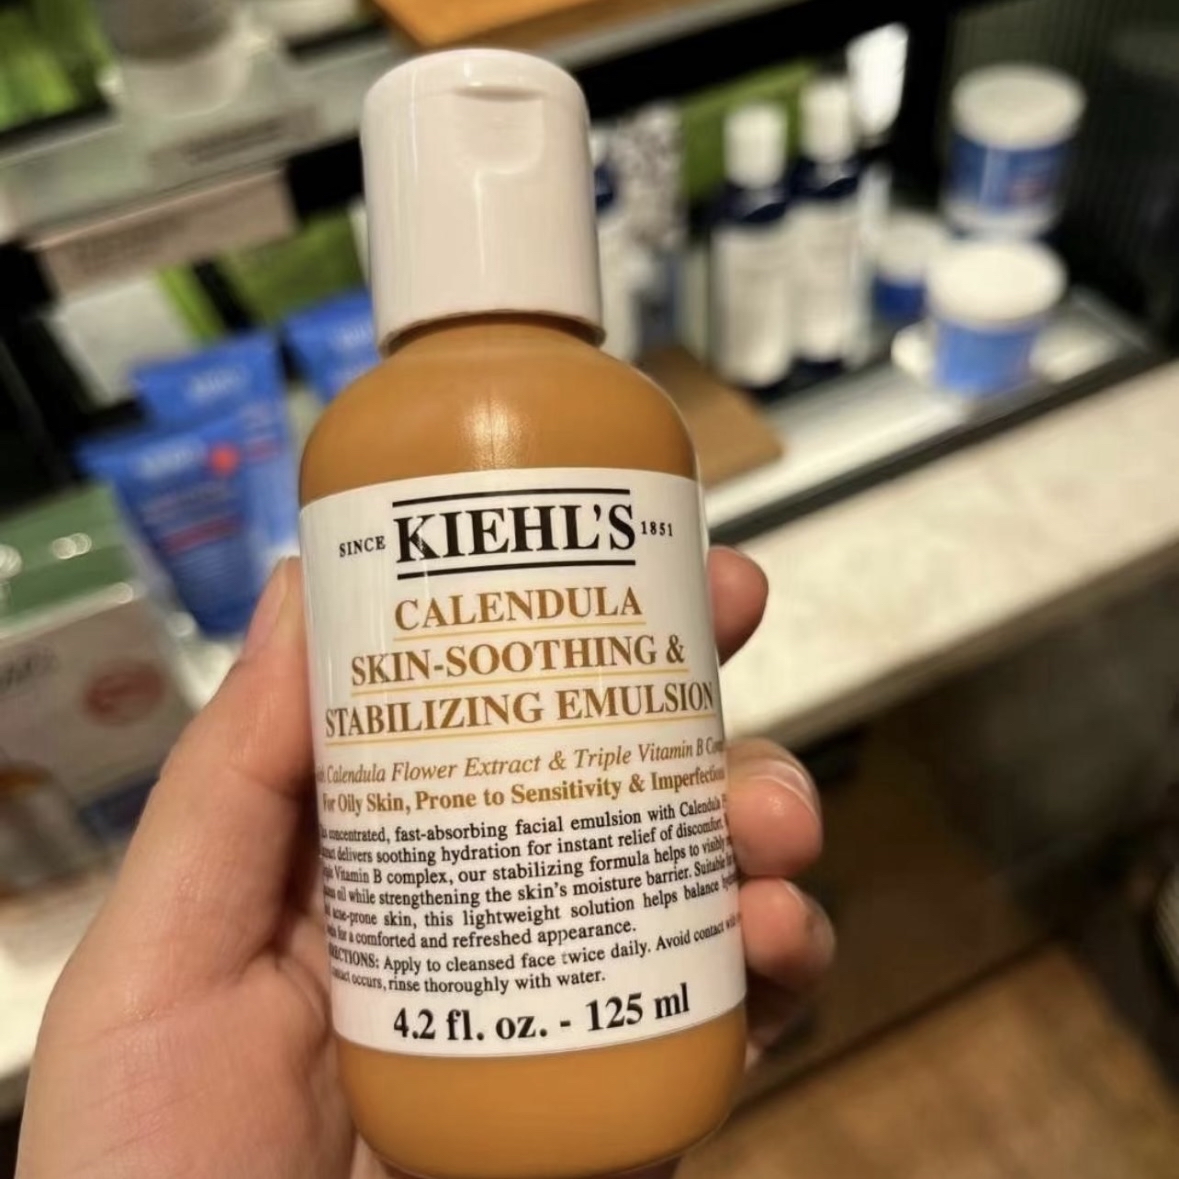 SINCE KIEHL'S 1851
CALENDULA
SKIN-SOOTHING &
STABILIZING EMULSION
Calendula Flower Extract & Triple Vitamin B
For Oily Skin, Prone to Sensitivity & Imperfection
concentrated, fast-absorbing facial emulsion with Calendula
delivers soothing hydration for instant relief of discomfort.
Vitamin B complex, our stabilizing formula helps to visibly
oil while strengthening the skin's moisture barrier. Suitable
acne-prone skin, this lightweight solution helps balance
for a comforted and refreshed appearance.
Apply to cleansed face twice daily. Avoid contact
occurs, rinse thoroughly with water.
4.2 fl. oz. - 125 ml